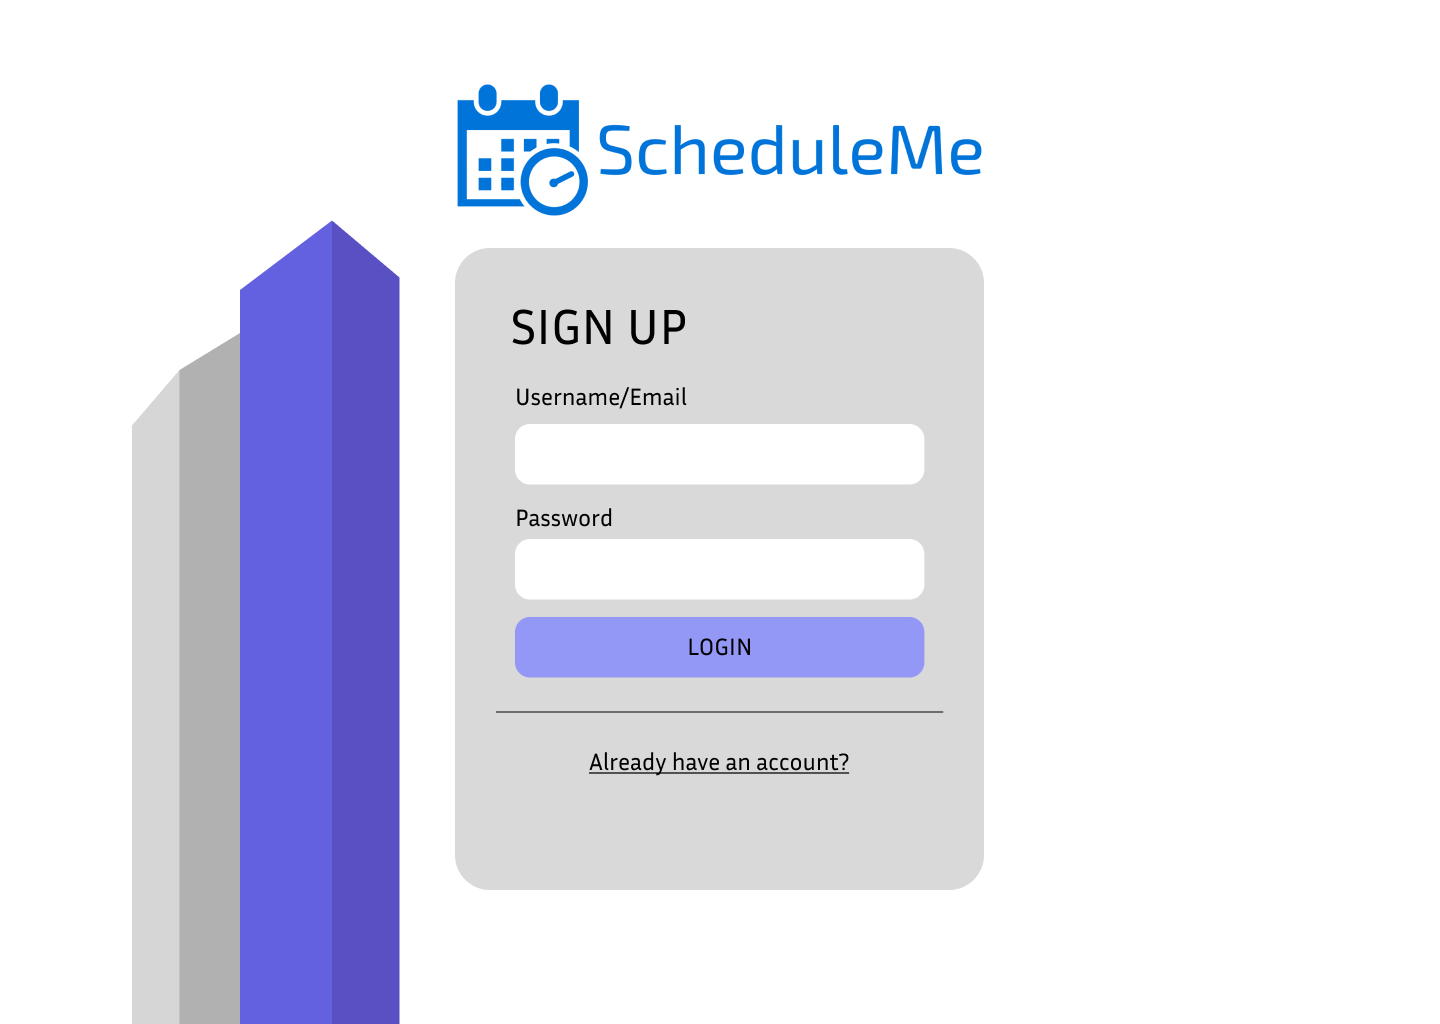 ScheduleMe
SIGN UP
Username/Email
Password
LOGIN
Already have an account?